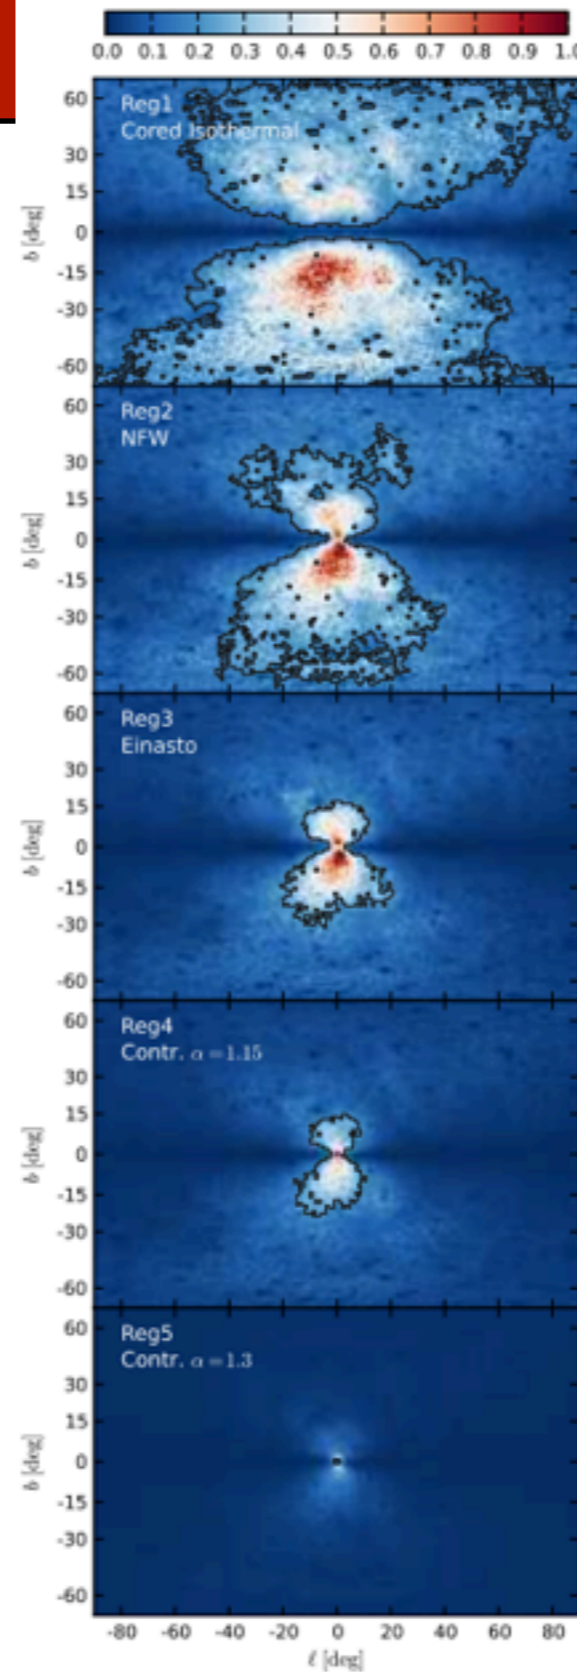 0.0 0.1 0.2 0.3 0.4 0.5 0.6 0.7 0.8 0.9 1.0
Reg1
Cored Isothermal
60
30
15
0
-15
-30
-60
b [deg]
Reg2
NFW
60
30
15
0
-15
-30
-60
b [deg]
Reg3
Einasto
60
30
15
0
-15
-30
-60
b [deg]
Reg4
Contr. α=1.15
60
30
15
0
-15
-30
-60
b [deg]
Reg5
Contr. α=1.3
60
30
15
0
-15
-30
-60
b [deg]
-80 -60 -40 -20 0 20 40 60 80
ℓ [deg]